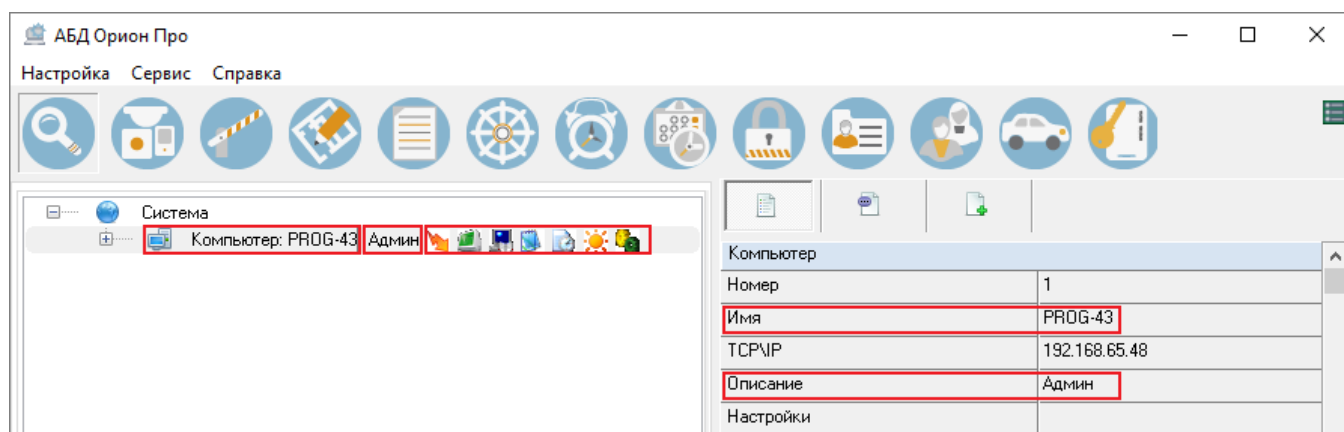 АБД Орион Про
Настройка Сервис Справка
Система
Компьютер: PROG-43 Админ
Компьютер
Номер 1
Имя PROG-43
TCP\IP 192.168.65.48
Описание Админ
Настройки